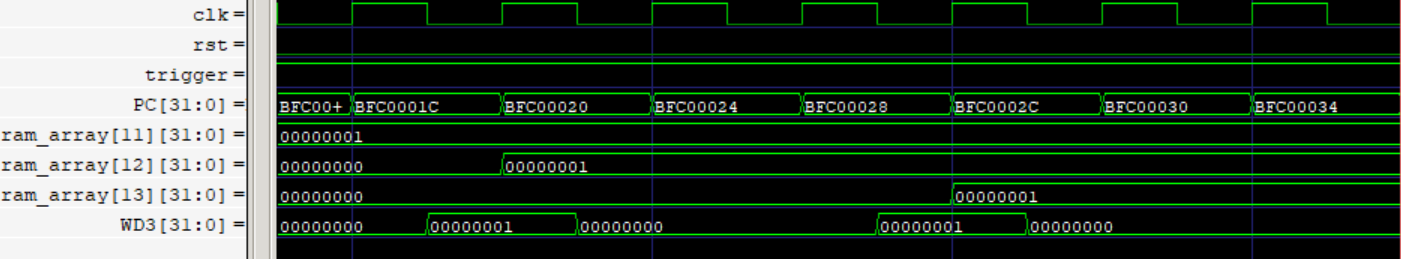 clk=
rst=
trigger=
PC[31:0]= BFC00+ BFC0001C BFC00020 BFC00024 BFC00028 BFC0002C BFC00030 BFC00034
ram_array[11][31:0]= 00000001
ram_array[12][31:0]= 00000000 00000001
ram_array[13][31:0]= 00000000 00000001
WD3[31:0]= 00000000 00000001 00000000 00000001 00000000